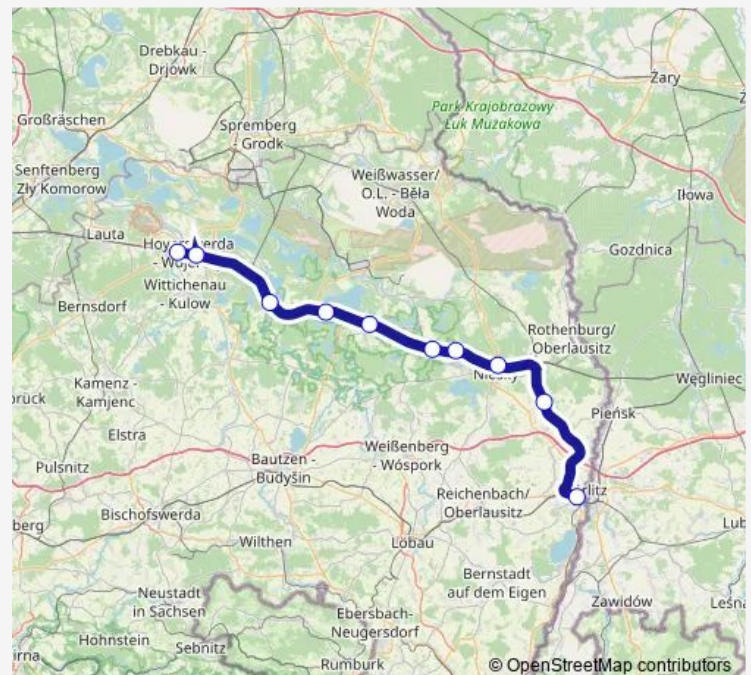 Drebkau -
Drjowk
Żary
Park Krajobrazowy
Łuk Mużakowa
Großräschen
Spremberg
- Grodk
Senftenberg
Zły Komorow
Weißwasser/
O.L. - Běła
Woda
Iłowa
Lauta
Gozdnica
Wittichenau
- Kulow
Bernsdorf
Rothenburg/
Oberlausitz
Węgliniec
Kamenz -
Kamjenc
Pieńsk
Elstra
Weißenberg
- Wóspork
Pulsnitz
Bautzen -
Budyšin
Reichenbach/
Oberlausitz
Bischofswerda
Wilthen
Löbau
Bernstadt
auf dem Eigen
Neustadt
in Sachsen
Zawidów
Ebersbach-
Neugersdorf
Hohnstein
Sebnitz
Rumburk
© OpenStreetMap contributors